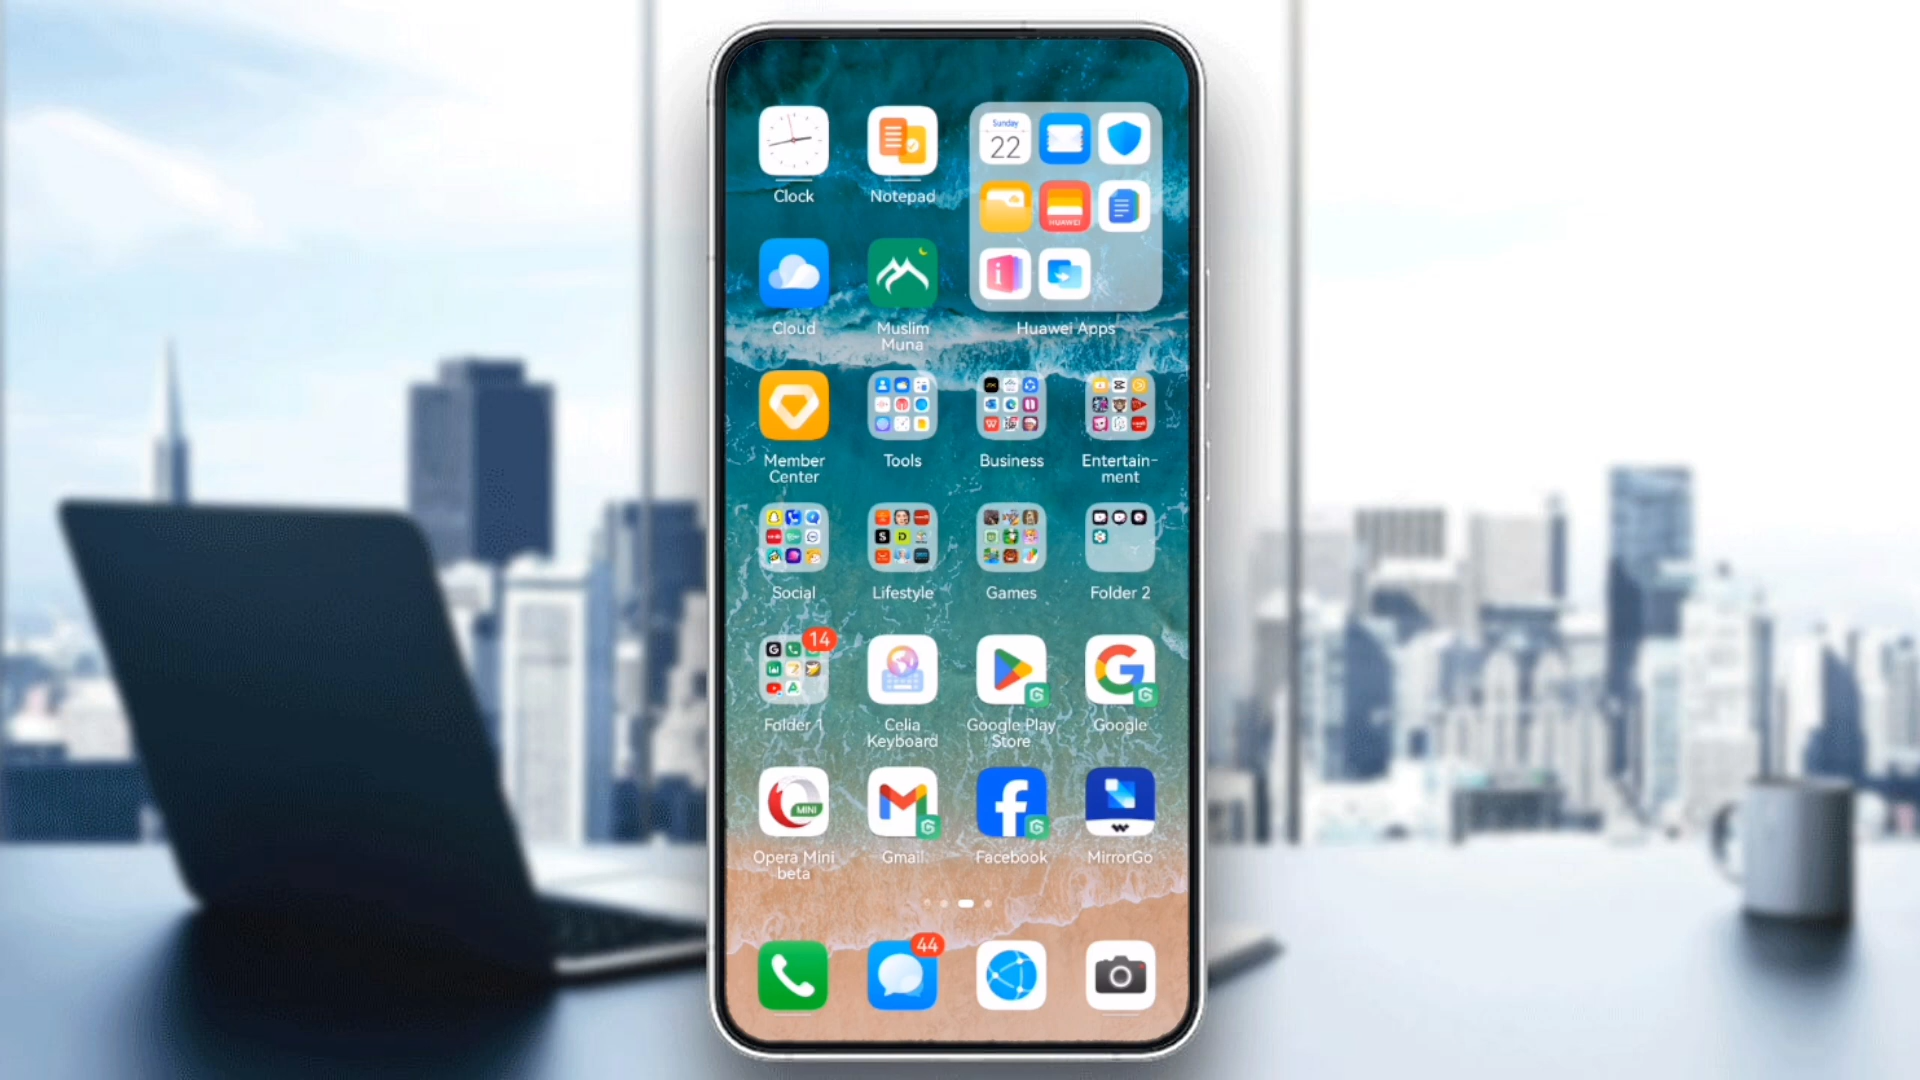 Sunday
22
HUAWEI
Clock
Notepad
Cloud
Muslim
Muna
Huawei Apps
Member
Center
Tools
Business
Entertain-
ment
Social
Lifestyle
Games
Folder 2
14
Folder 1
Celia
Keyboard
Google Play
Store
Google
MINI
Opera Mini
beta
Gmail
Facebook
MirrorGo
44